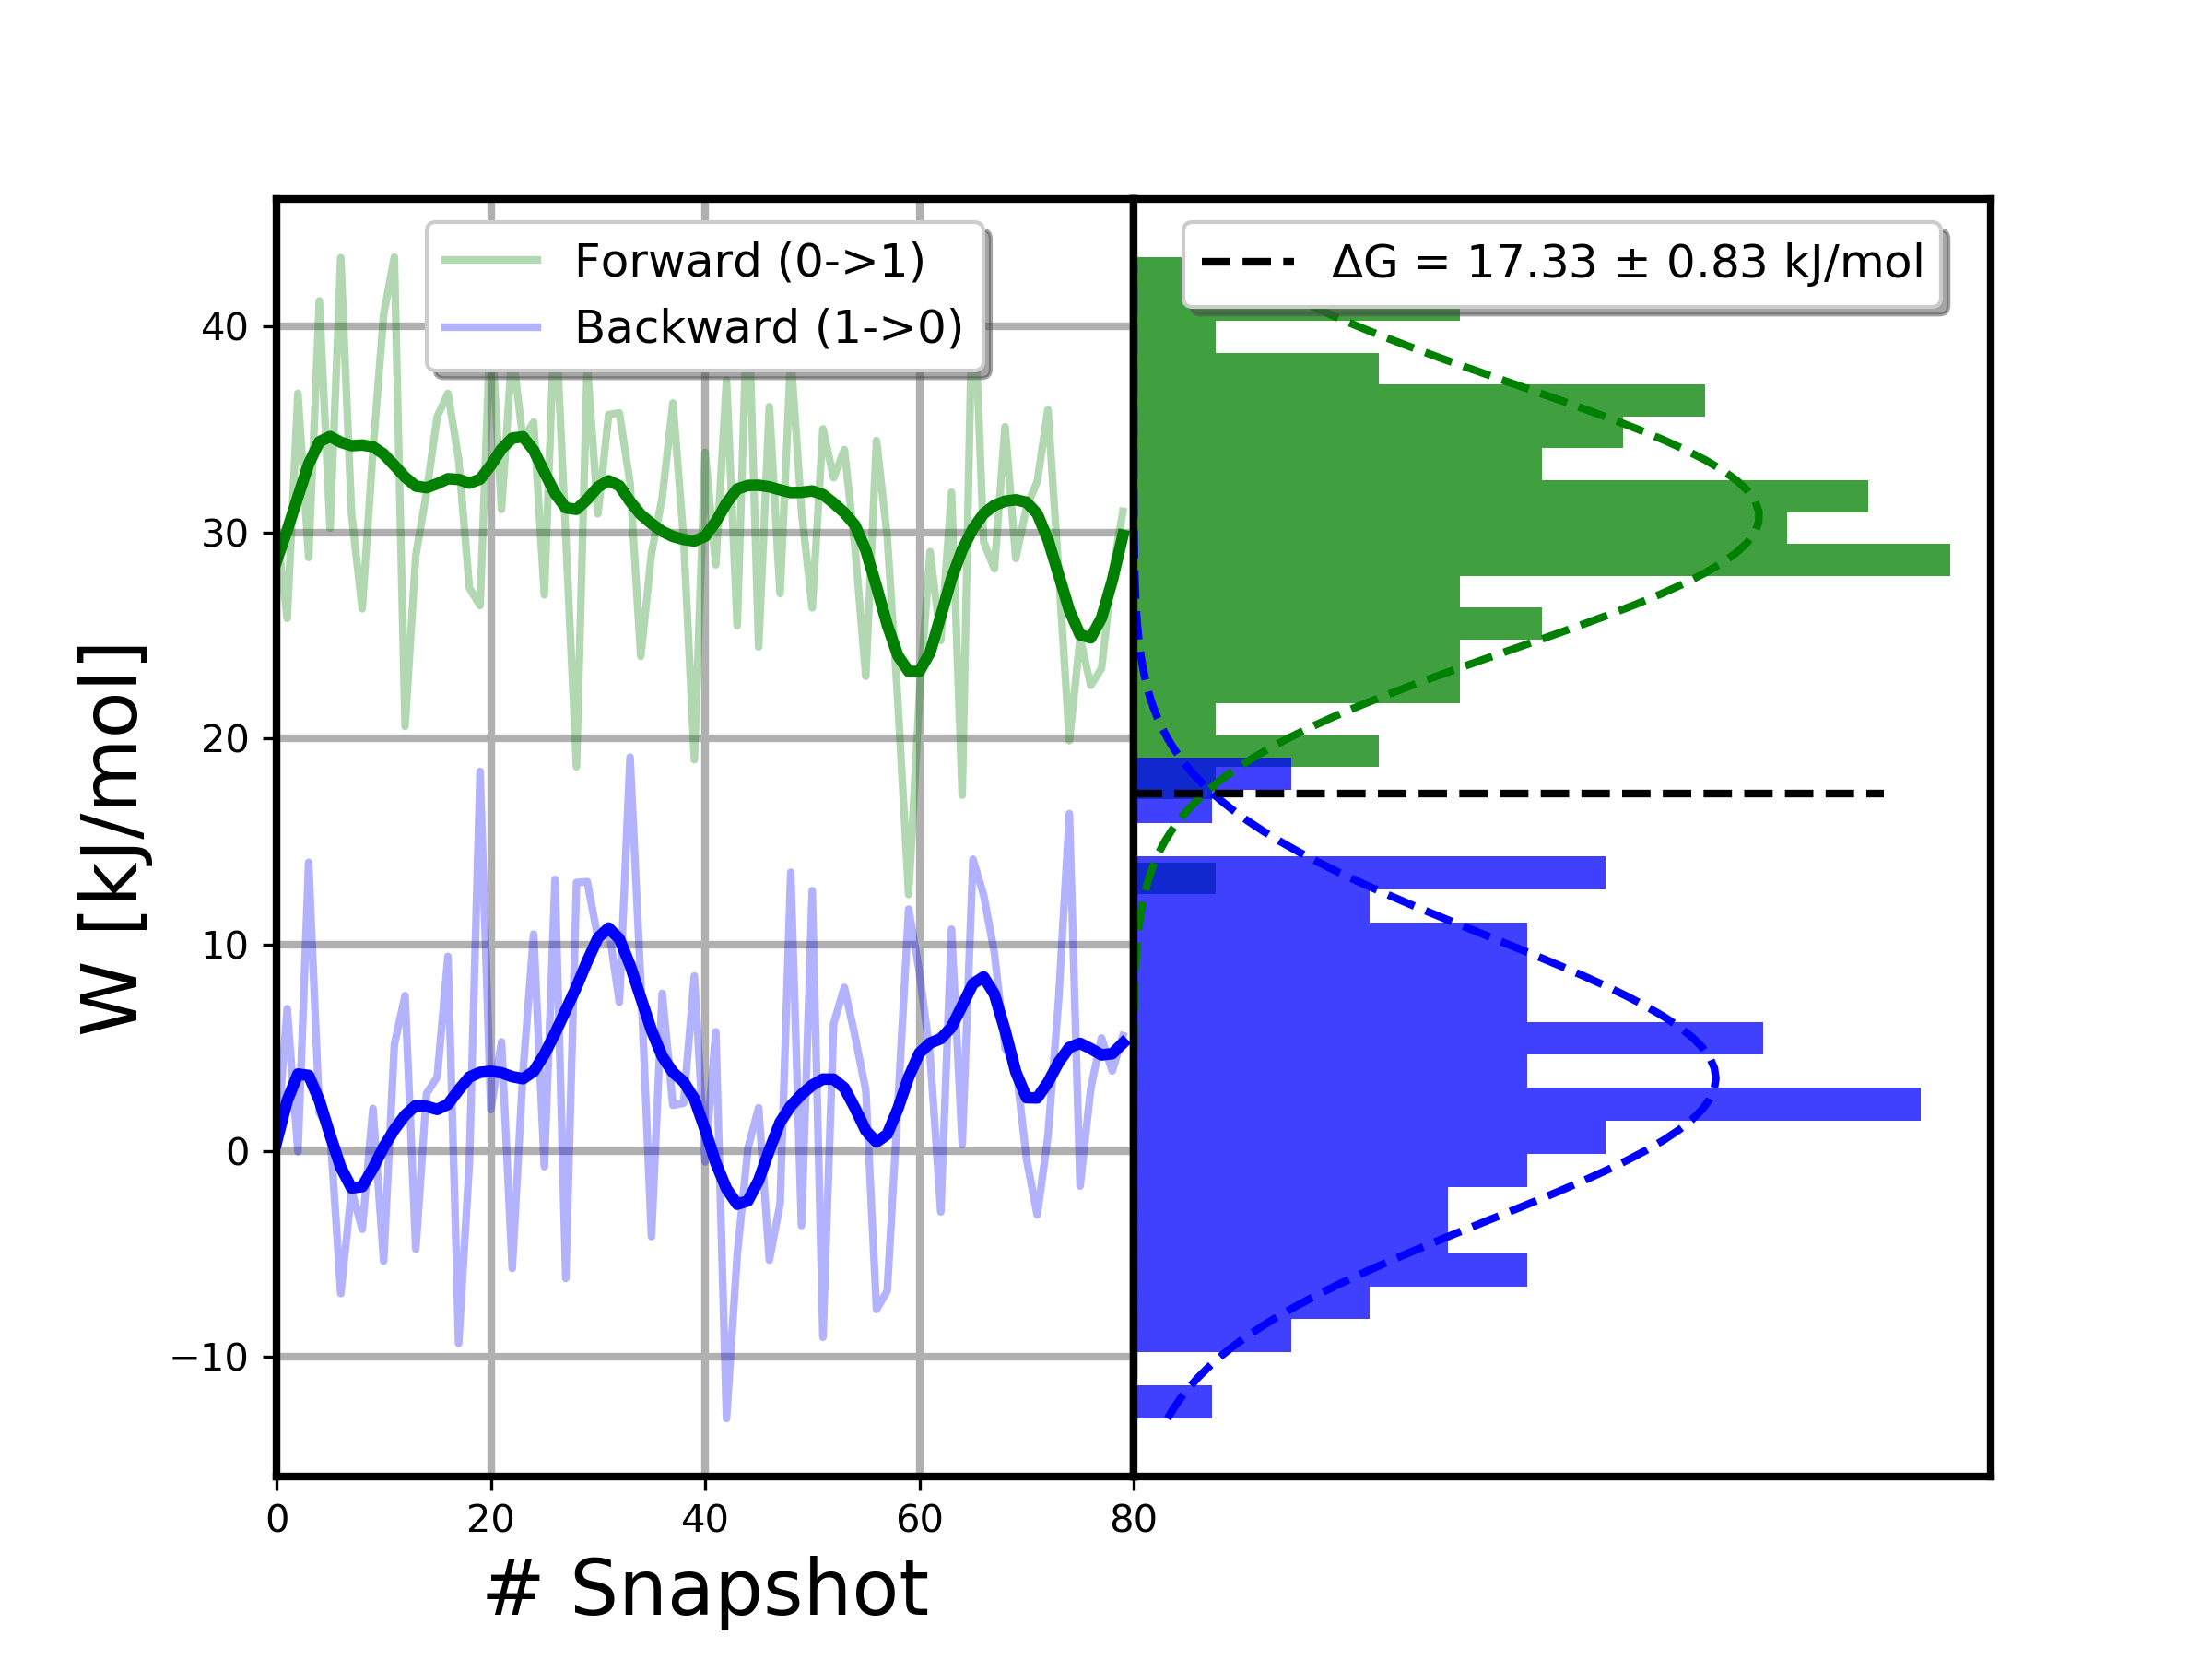 Forward (0->1)
Backward (1->0)
ΔG = 17.33 ± 0.83 kJ/mol
W [kJ/mol]
40
30
20
10
0
−10
0 20 40 60 80
# Snapshot